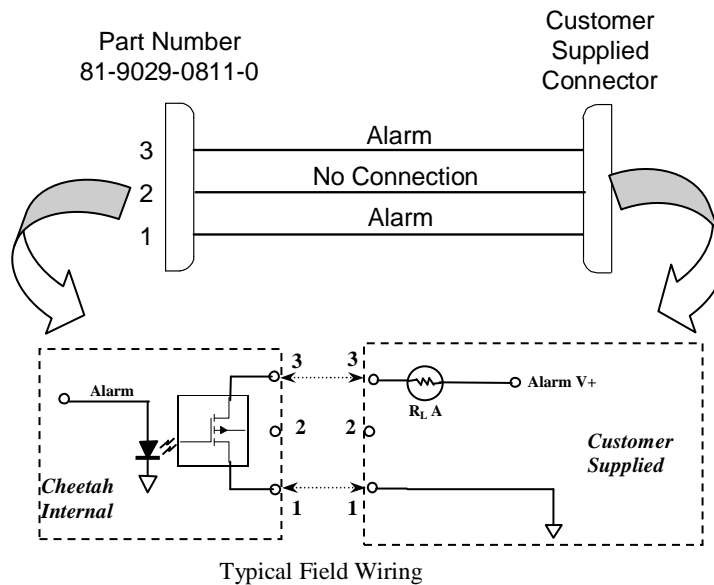 Part Number
81-9029-0811-0
Customer
Supplied
Connector
3
Alarm
2
No Connection
1
Alarm
3
3
Alarm
R_L A
Alarm V+
2
2
Cheetah
Internal
Customer
Supplied
1
1
Typical Field Wiring